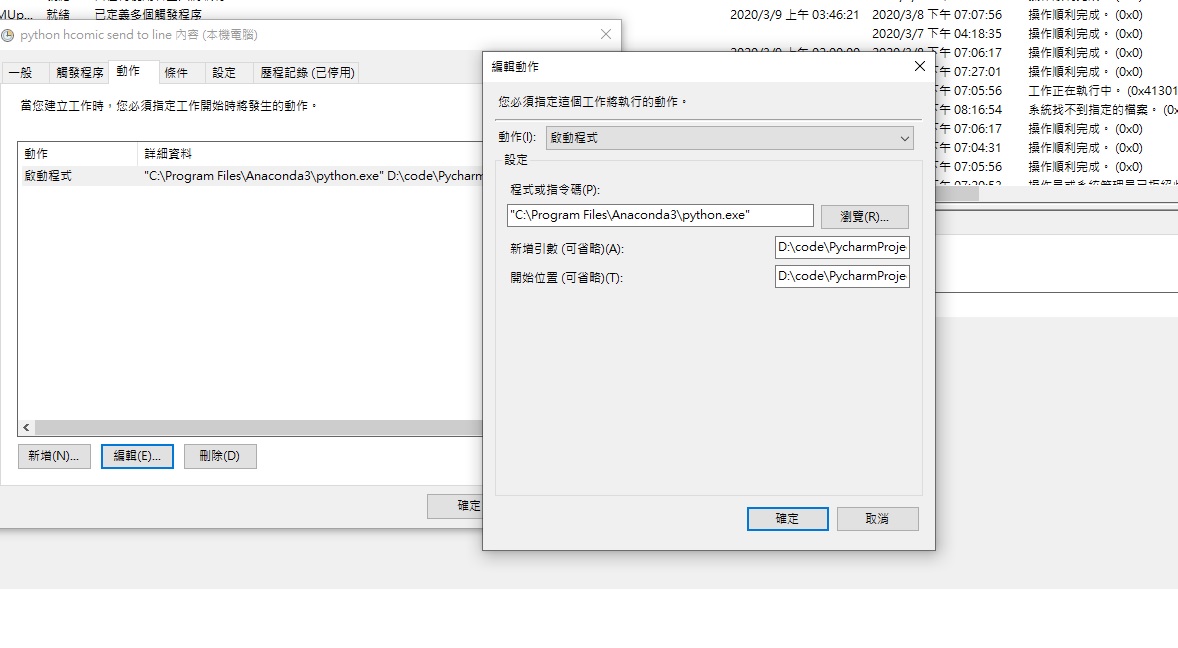 MUp... 就緒 已定義多個觸發程序 2020/3/9 上午 03:46:21 2020/3/8 下午 07:07:56 操作順利完成。 (0x0)
python hcomic send to line 內容 (本機電腦)
2020/3/7 下午 04:18:35 操作順利完成。 (0x0)
下午 07:06:17 操作順利完成。 (0x0)
下午 07:27:01 操作順利完成。 (0x0)
下午 07:05:56 工作正在執行中。 (0x41301
下午 08:16:54 系統找不到指定的檔案。 (0x
下午 07:06:17 操作順利完成。 (0x0)
下午 07:04:31 操作順利完成。 (0x0)
下午 07:05:56 操作順利完成。 (0x0)
一般 觸發程序 動作 條件 設定 歷程記錄 (已停用)
當您建立工作時，您必須指定工作開始時將發生的動作。
動作 詳細資料
啟動程式 "C:\Program Files\Anaconda3\python.exe" D:\code\Pycharm
新增(N)... 編輯(E)... 刪除(D)
確定
編輯動作
您必須指定這個工作將執行的動作。
動作(I): 啟動程式
設定
程式或指令碼(P):
"C:\Program Files\Anaconda3\python.exe" 瀏覽(R)...
新增引數 (可省略)(A): D:\code\PycharmProje
開始位置 (可省略)(T): D:\code\PycharmProje
確定 取消